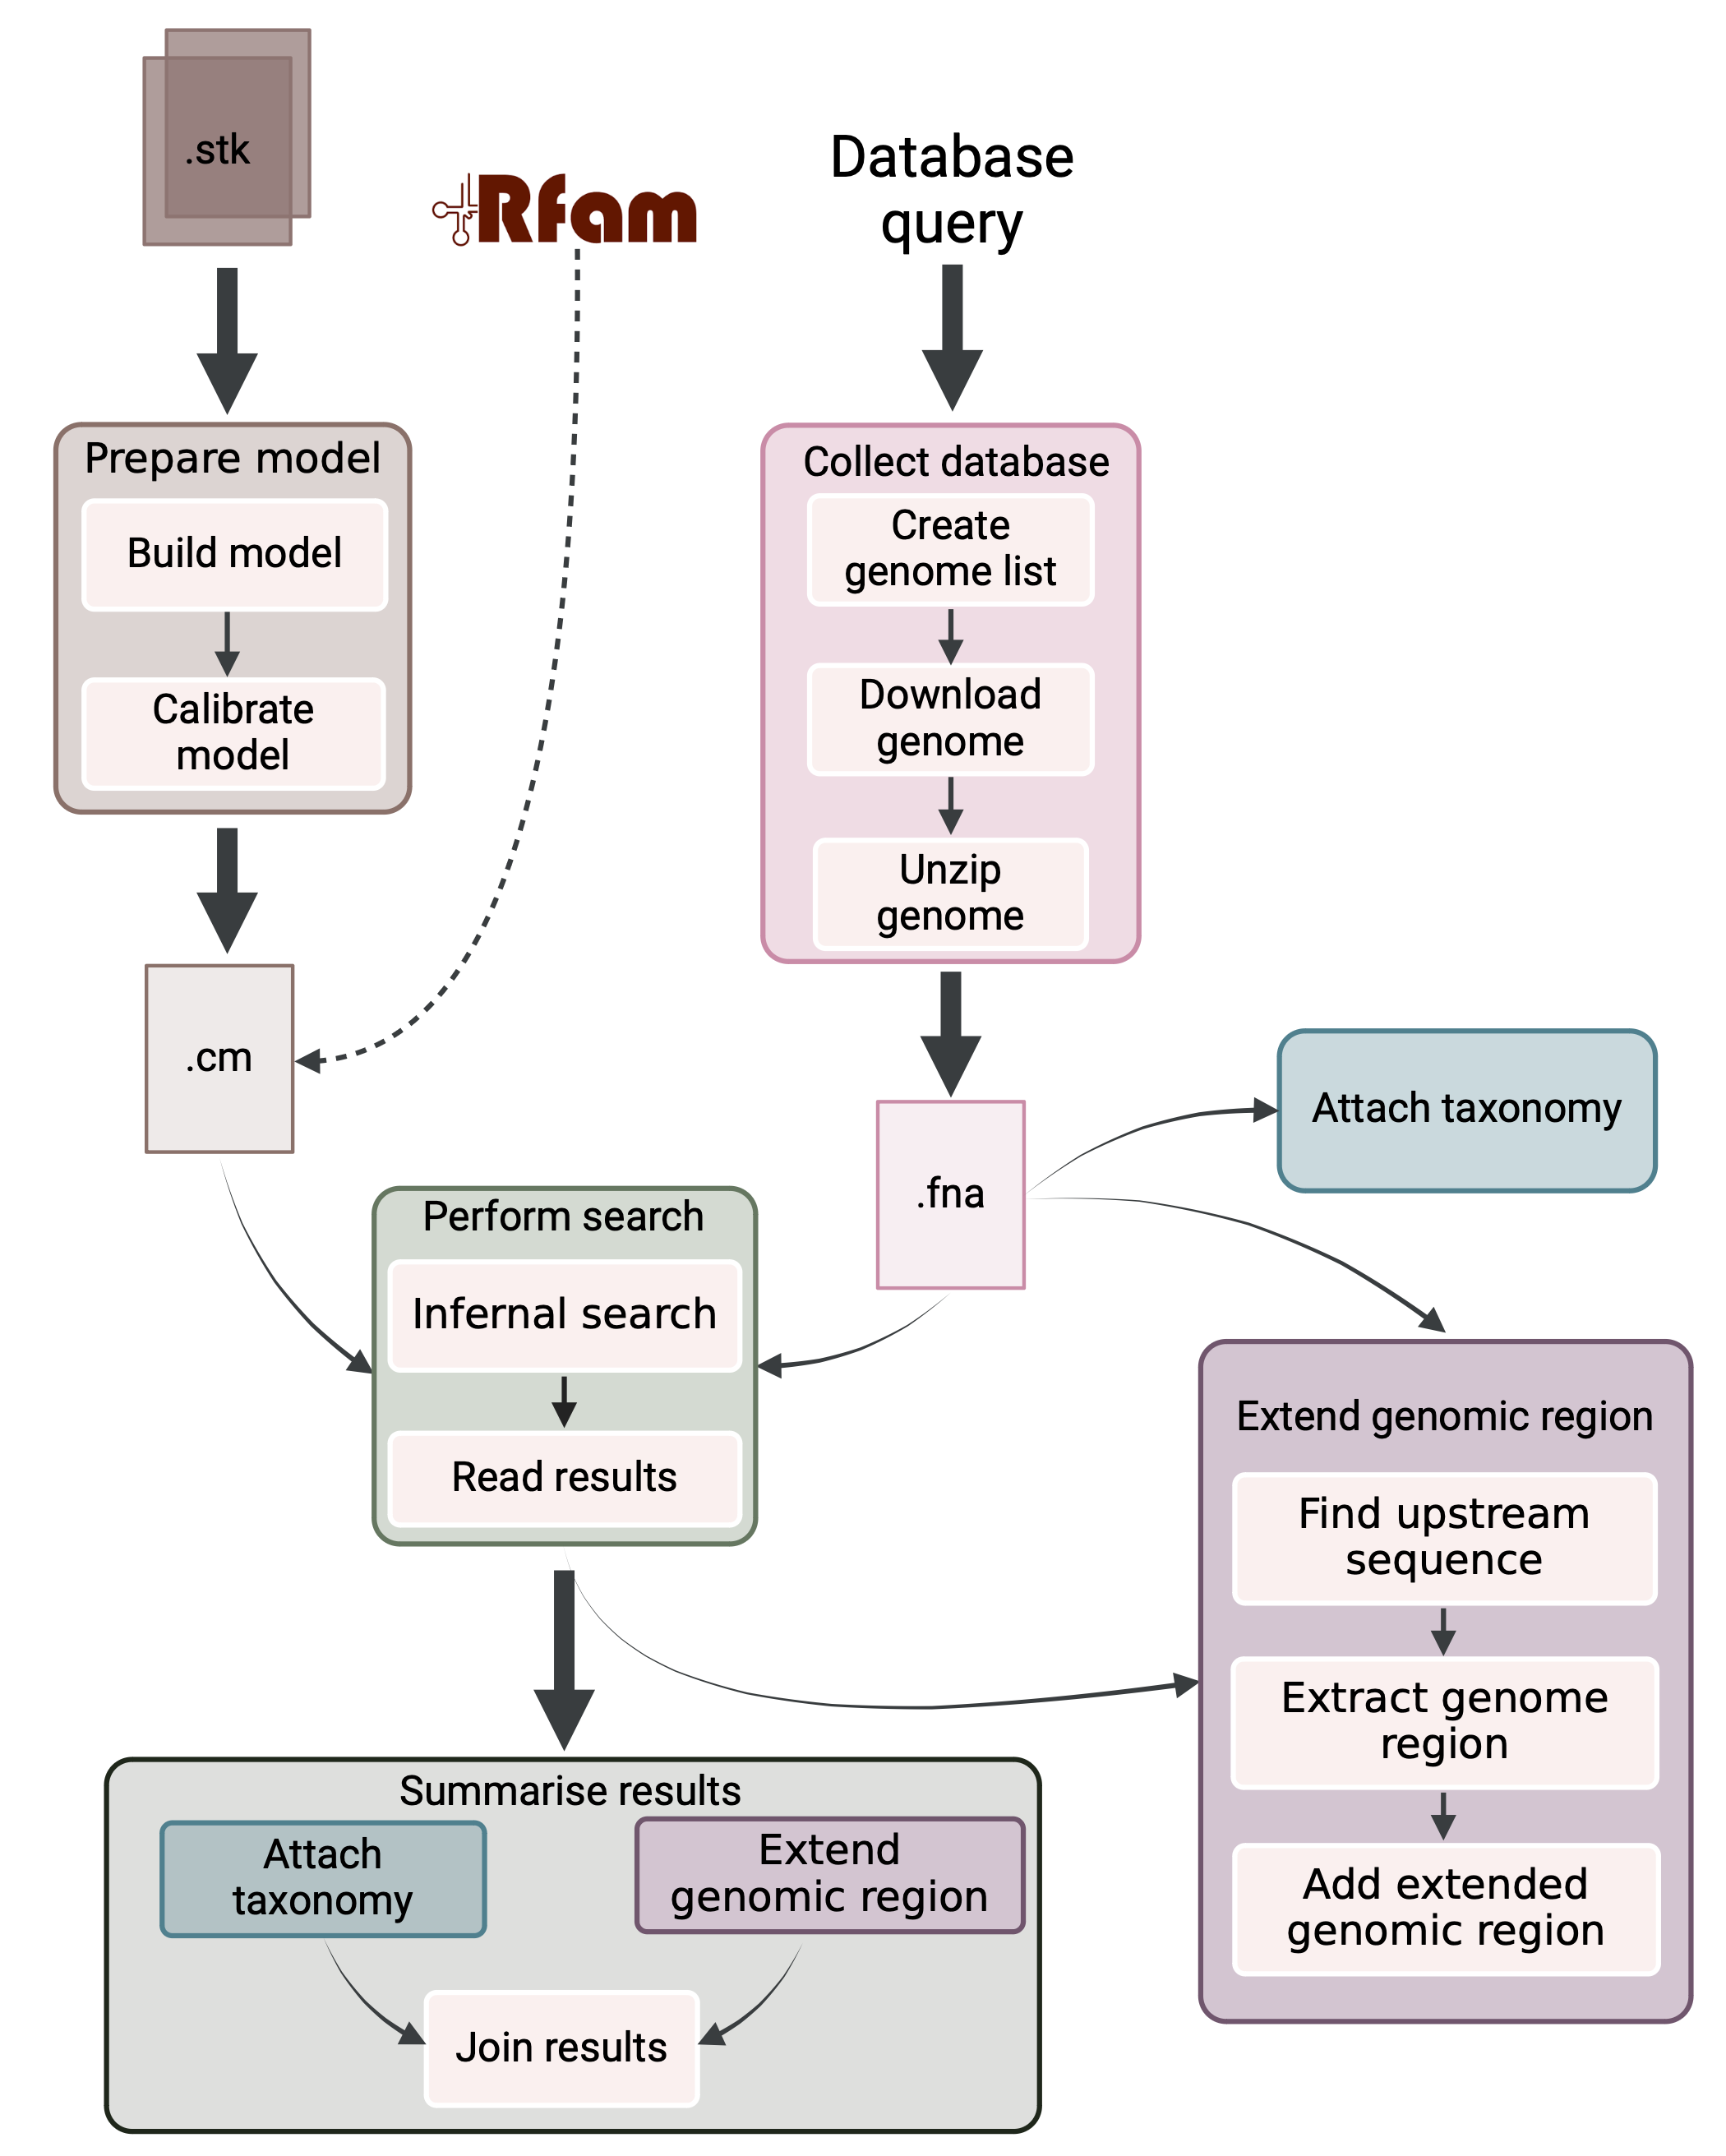 .stk
Rfam
Database
query
Prepare model
Build model
Calibrate
model
Collect database
Create
genome list
Download
genome
Unzip
genome
.cm
.fna
Attach taxonomy
Perform search
Infernal search
Read results
Extend genomic region
Find upstream
sequence
Extract genome
region
Add extended
genomic region
Summarise results
Attach
taxonomy
Extend
genomic region
Join results